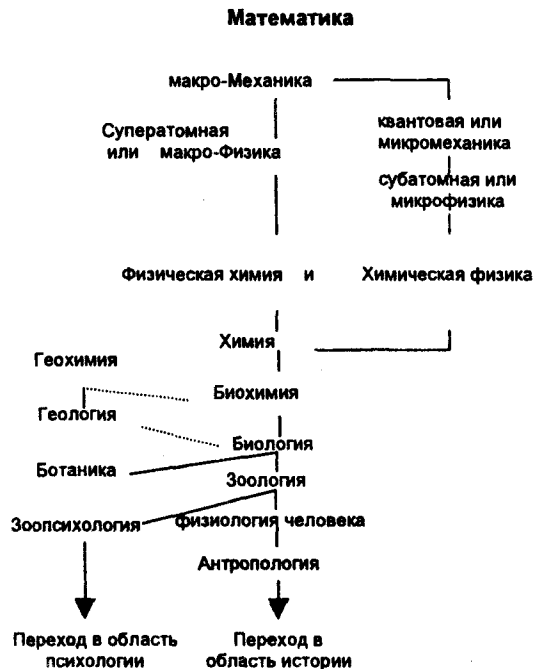 Математика
макро-Механика
Суператомная
или макро-Физика
квантовая или
микромеханика
субатомная или
микрофизика
Физическая химия и Химическая физика
Химия
Геохимия
Биохимия
Геология
Биология
Ботаника
Зоология
Зоопсихология
физиология человека
Антропология
Переход в область
психологии
Переход в
область истории